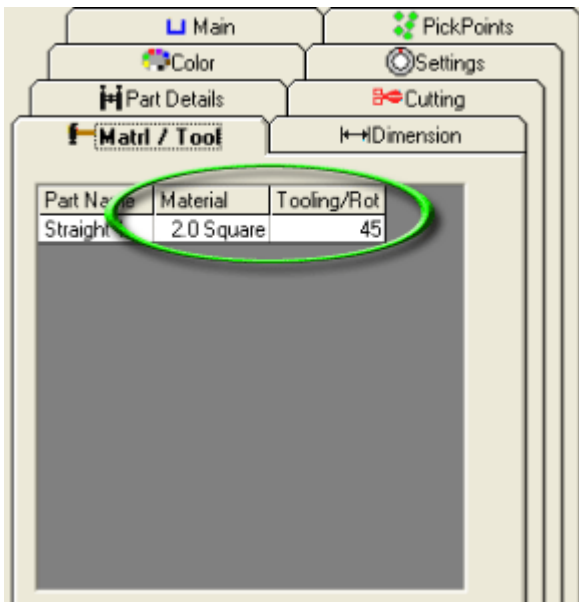 Main
PickPoints
Color
Settings
Part Details
Cutting
Matrl / Tool
Dimension
Part Name Material Tooling/Rot
Straight 2.0 Square 45